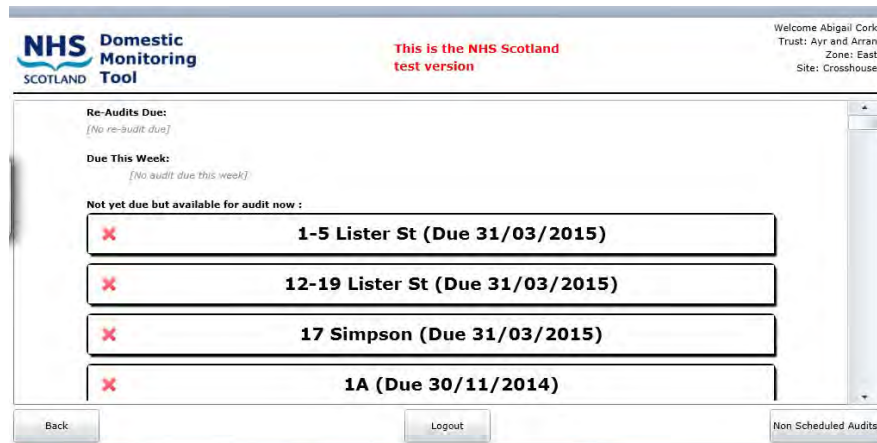 NHS
SCOTLAND
Domestic
Monitoring
Tool
This is the NHS Scotland
test version
Welcome Abigail Cork
Trust: Ayr and Arran
Zone: East
Site: Crosshouse
Re-Audits Due:
[No re-audit due]
Due This Week:
[No audit due this week]
Not yet due but available for audit now :
1-5 Lister St (Due 31/03/2015)
12-19 Lister St (Due 31/03/2015)
17 Simpson (Due 31/03/2015)
1A (Due 30/11/2014)
Back
Logout
Non Scheduled Audits